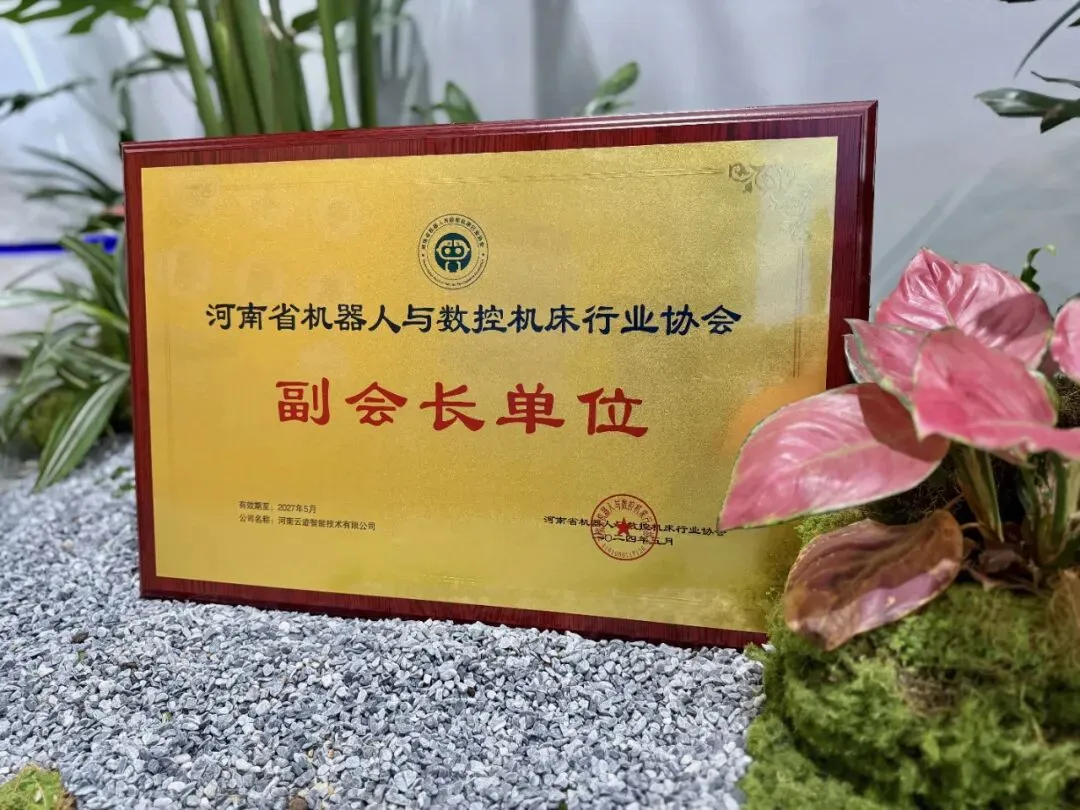 河南省机器人与数控机床行业协会
副会长单位
有效期至：2027年5月
公司名称：河南云迹智能技术有限公司
河南省机器人与数控机床行业协会
二〇二四年五月